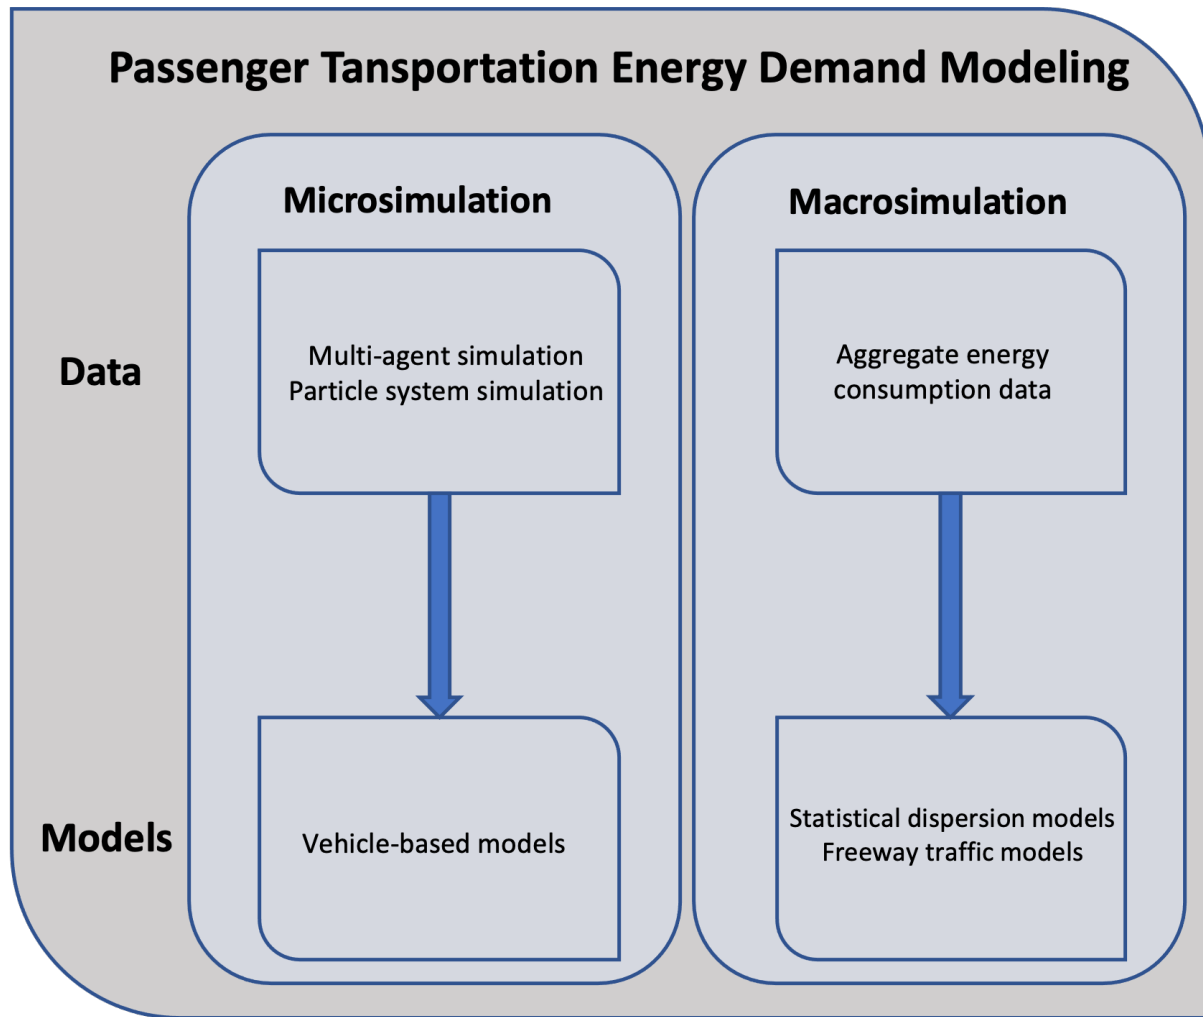 Passenger Tansportation Energy Demand Modeling
Microsimulation
Macrosimulation
Data
Multi-agent simulation
Particle system simulation
Aggregate energy
consumption data
Models
Vehicle-based models
Statistical dispersion models
Freeway traffic models